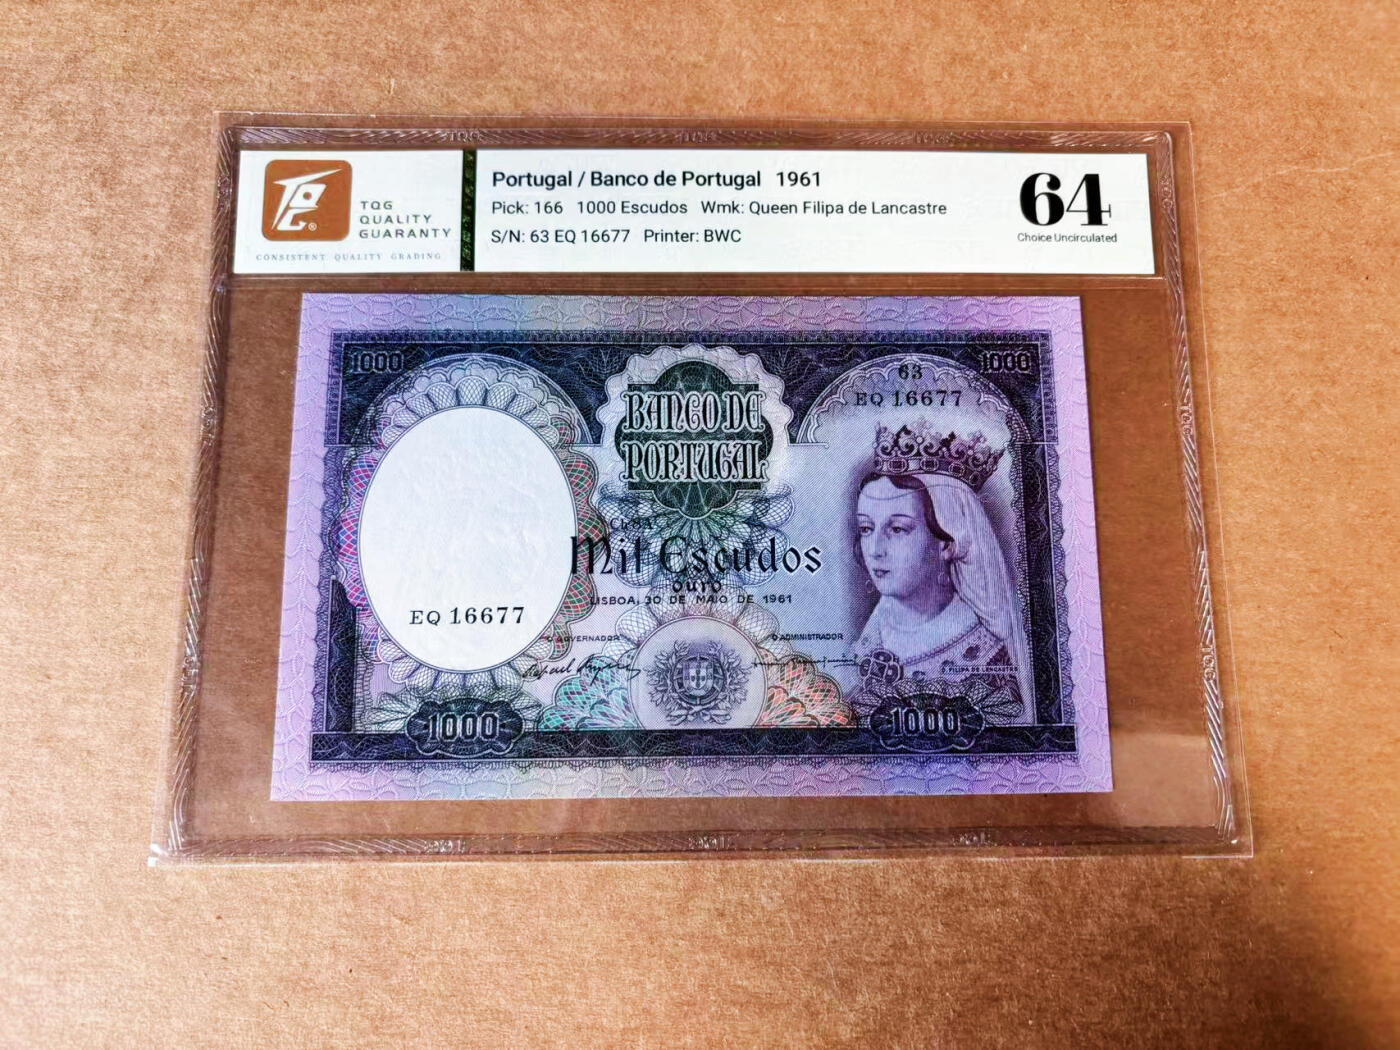 TQG
QUALITY
GUARANTY
CONSISTENT QUALITY GRADING
Portugal / Banco de Portugal 1961
Pick: 166 1000 Escudos Wmk: Queen Filipa de Lancastre
S/N: 63 EQ 16677 Printer: BWC
64
Choice Uncirculated
1000
1000
63
EQ 16677
BANCO DE
PORTUGAL
Ch. 8A
Mil Escudos
ouro
LISBOA, 30 DE MAIO DE 1961
EQ 16677
O GOVERNADOR
O ADMINISTRADOR
D. FILIPA DE LENCASTRE
1000
1000